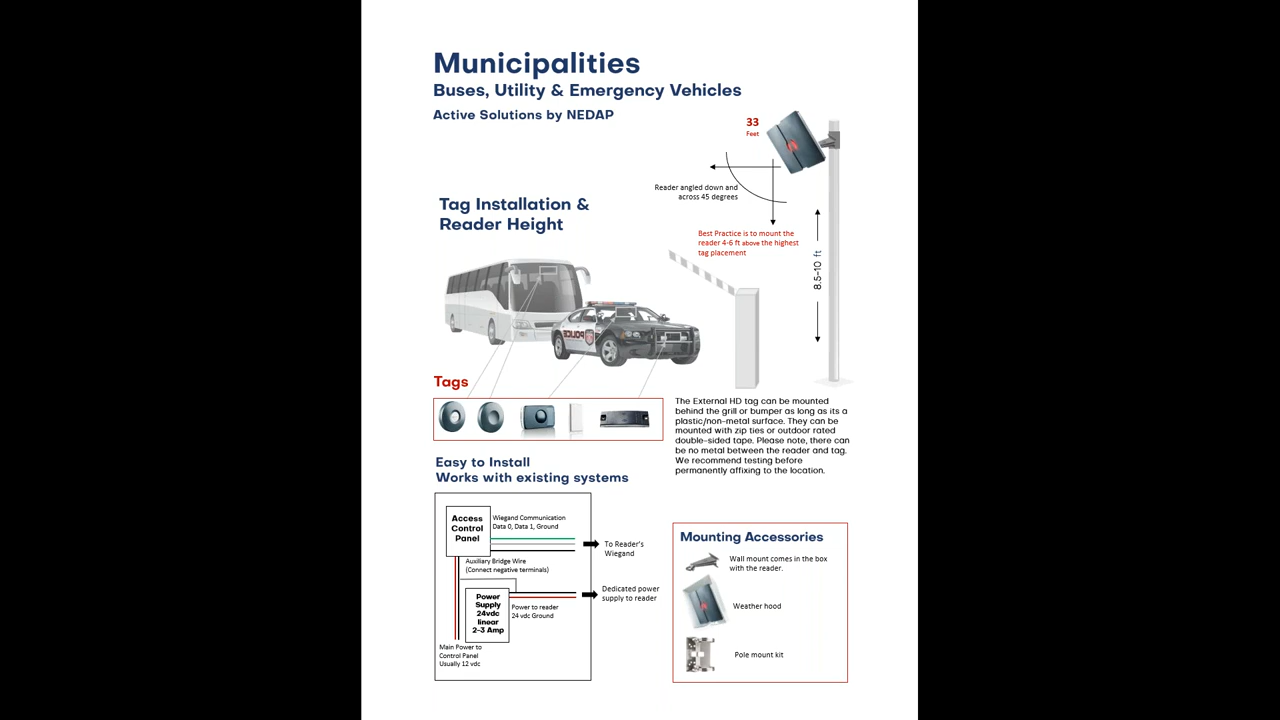 Municipalities
Buses, Utility & Emergency Vehicles
Active Solutions by NEDAP
33
Feet
Reader angled down and
across 45 degrees
Tag Installation &
Reader Height
Best Practice is to mount the
reader 4-6 ft above the highest
tag placement
8.5-10 ft
POLICE
Tags
The External HD tag can be mounted
behind the grill or bumper as long as its a
plastic/non-metal surface. They can be
mounted with zip ties or outdoor rated
double-sided tape. Please note, there can
be no metal between the reader and tag.
We recommend testing before
permanently affixing to the location.
Easy to Install
Works with existing systems
Access
Control
Panel
Wiegand Communication
Data 0, Data 1, Ground
To Reader's
Wiegand
Auxiliary Bridge Wire
(Connect negative terminals)
Power
Supply
24vdc
linear
2-3 Amp
Power to reader
24 vdc Ground
Dedicated power
supply to reader
Main Power to
Control Panel
Usually 12 vdc
Mounting Accessories
Wall mount comes in the box
with the reader.
Weather hood
Pole mount kit